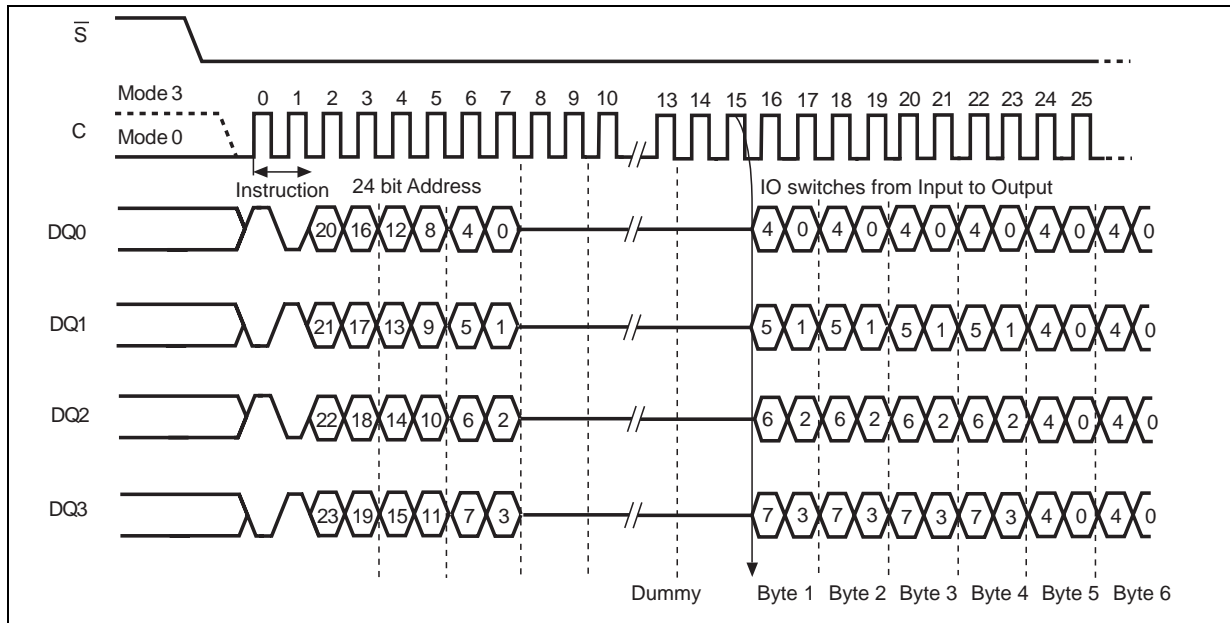 S
Mode 3
0 1 2 3 4 5 6 7 8 9 10 13 14 15 16 17 18 19 20 21 22 23 24 25
C
Mode 0
Instruction 24 bit Address IO switches from Input to Output
DQ0 20 16 12 8 4 0 // 4 0 4 0 4 0 4 0 4 0 4 0
DQ1 21 17 13 9 5 1 // 5 1 5 1 5 1 5 1 4 0 4 0
DQ2 22 18 14 10 6 2 // 6 2 6 2 6 2 6 2 4 0 4 0
DQ3 23 19 15 11 7 3 // 7 3 7 3 7 3 7 3 4 0 4 0
Dummy Byte 1 Byte 2 Byte 3 Byte 4 Byte 5 Byte 6